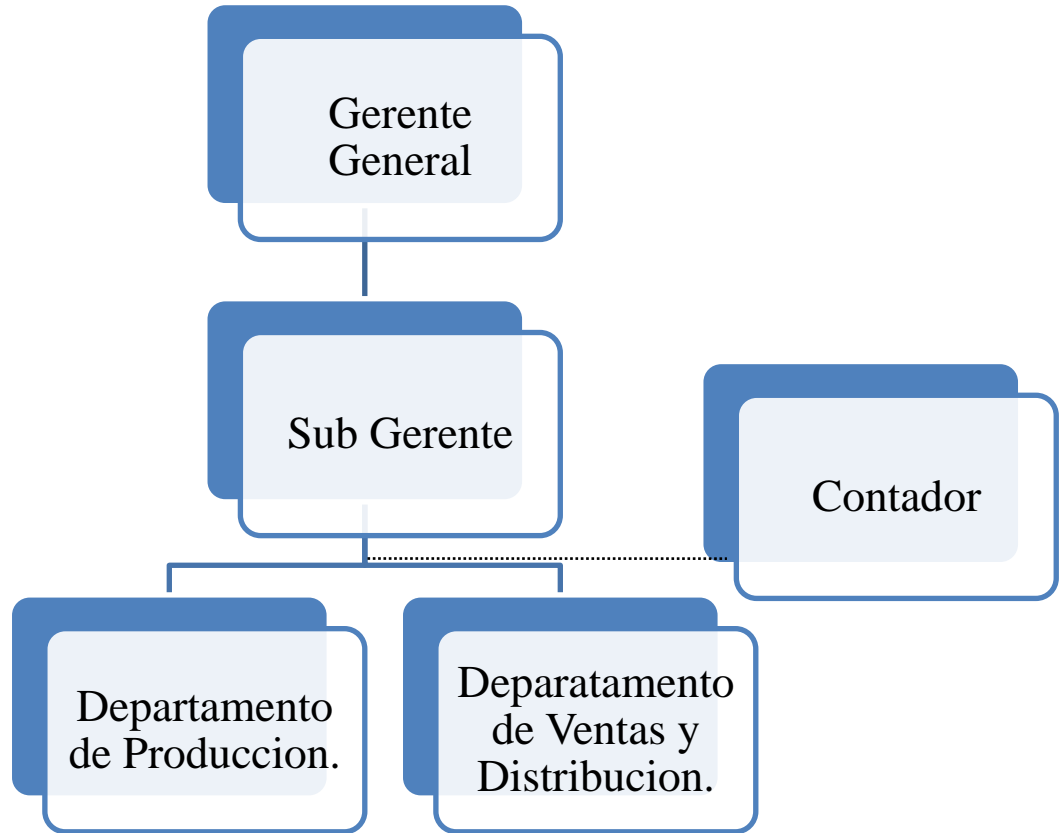 Gerente
General
Sub Gerente
Contador
Departamento
de Produccion.
Deparatamento
de Ventas y
Distribucion.